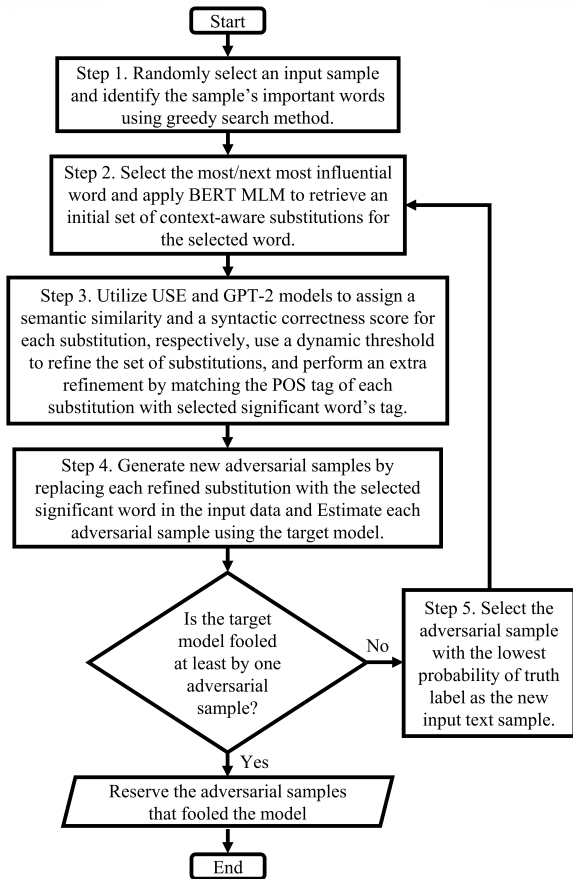 Start
Step 1. Randomly select an input sample
and identify the sample's important words
using greedy search method.
Step 2. Select the most/next most influential
word and apply BERT MLM to retrieve an
initial set of context-aware substitutions for
the selected word.
Step 3. Utilize USE and GPT-2 models to assign a
semantic similarity and a syntactic correctness score
for each substitution, respectively, use a dynamic threshold
to refine the set of substitutions, and perform an extra
refinement by matching the POS tag of each
substitution with selected significant word's tag.
Step 4. Generate new adversarial samples by
replacing each refined substitution with the selected
significant word in the input data and Estimate each
adversarial sample using the target model.
Is the target
model fooled
at least by one
adversarial
sample?
No
Step 5. Select the
adversarial sample
with the lowest
probability of truth
label as the new
input text sample.
Yes
Reserve the adversarial samples
that fooled the model
End